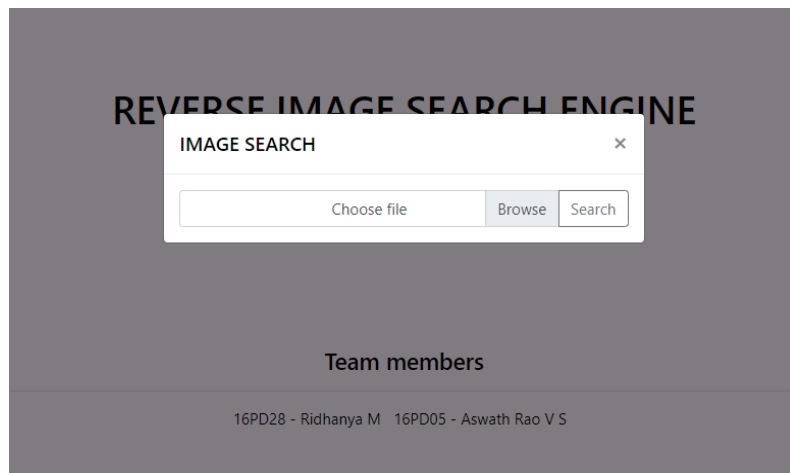 REVERSE IMAGE SEARCH ENGINE
IMAGE SEARCH ×
Choose file Browse Search
Team members
16PD28 - Ridhanya M 16PD05 - Aswath Rao V S